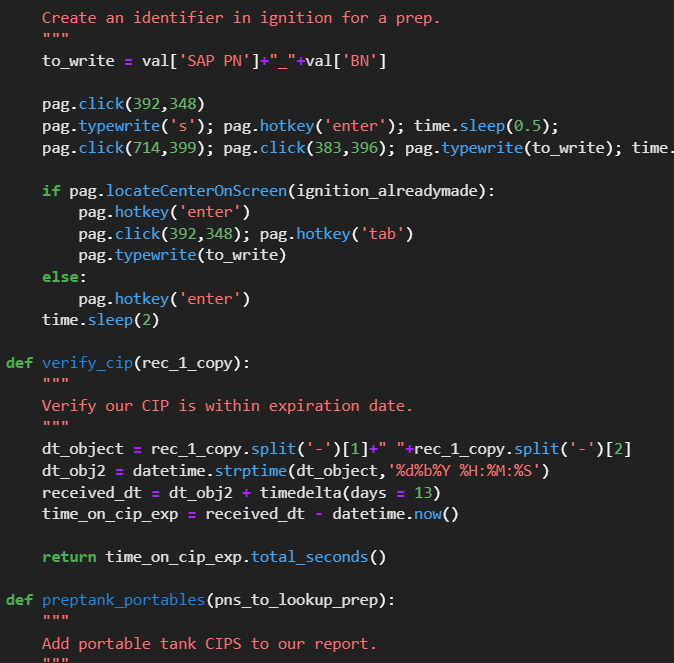 Create an identifier in ignition for a prep.
"""
to_write = val['SAP PN']+"_"+val['BN']
pag.click(392,348)
pag.typewrite('s'); pag.hotkey('enter'); time.sleep(0.5);
pag.click(714,399); pag.click(383,396); pag.typewrite(to_write); time.
if pag.locateCenterOnScreen(ignition_alreadymade):
pag.hotkey('enter')
pag.click(392,348); pag.hotkey('tab')
pag.typewrite(to_write)
else:
pag.hotkey('enter')
time.sleep(2)
def verify_cip(rec_1_copy):
"""
Verify our CIP is within expiration date.
"""
dt_object = rec_1_copy.split('-')[1]+" "+rec_1_copy.split('-')[2]
dt_obj2 = datetime.strptime(dt_object,'%d%b%Y %H:%M:%S')
received_dt = dt_obj2 + timedelta(days = 13)
time_on_cip_exp = received_dt - datetime.now()
return time_on_cip_exp.total_seconds()
def preptank_portables(pns_to_lookup_prep):
"""
Add portable tank CIPS to our report.
"""